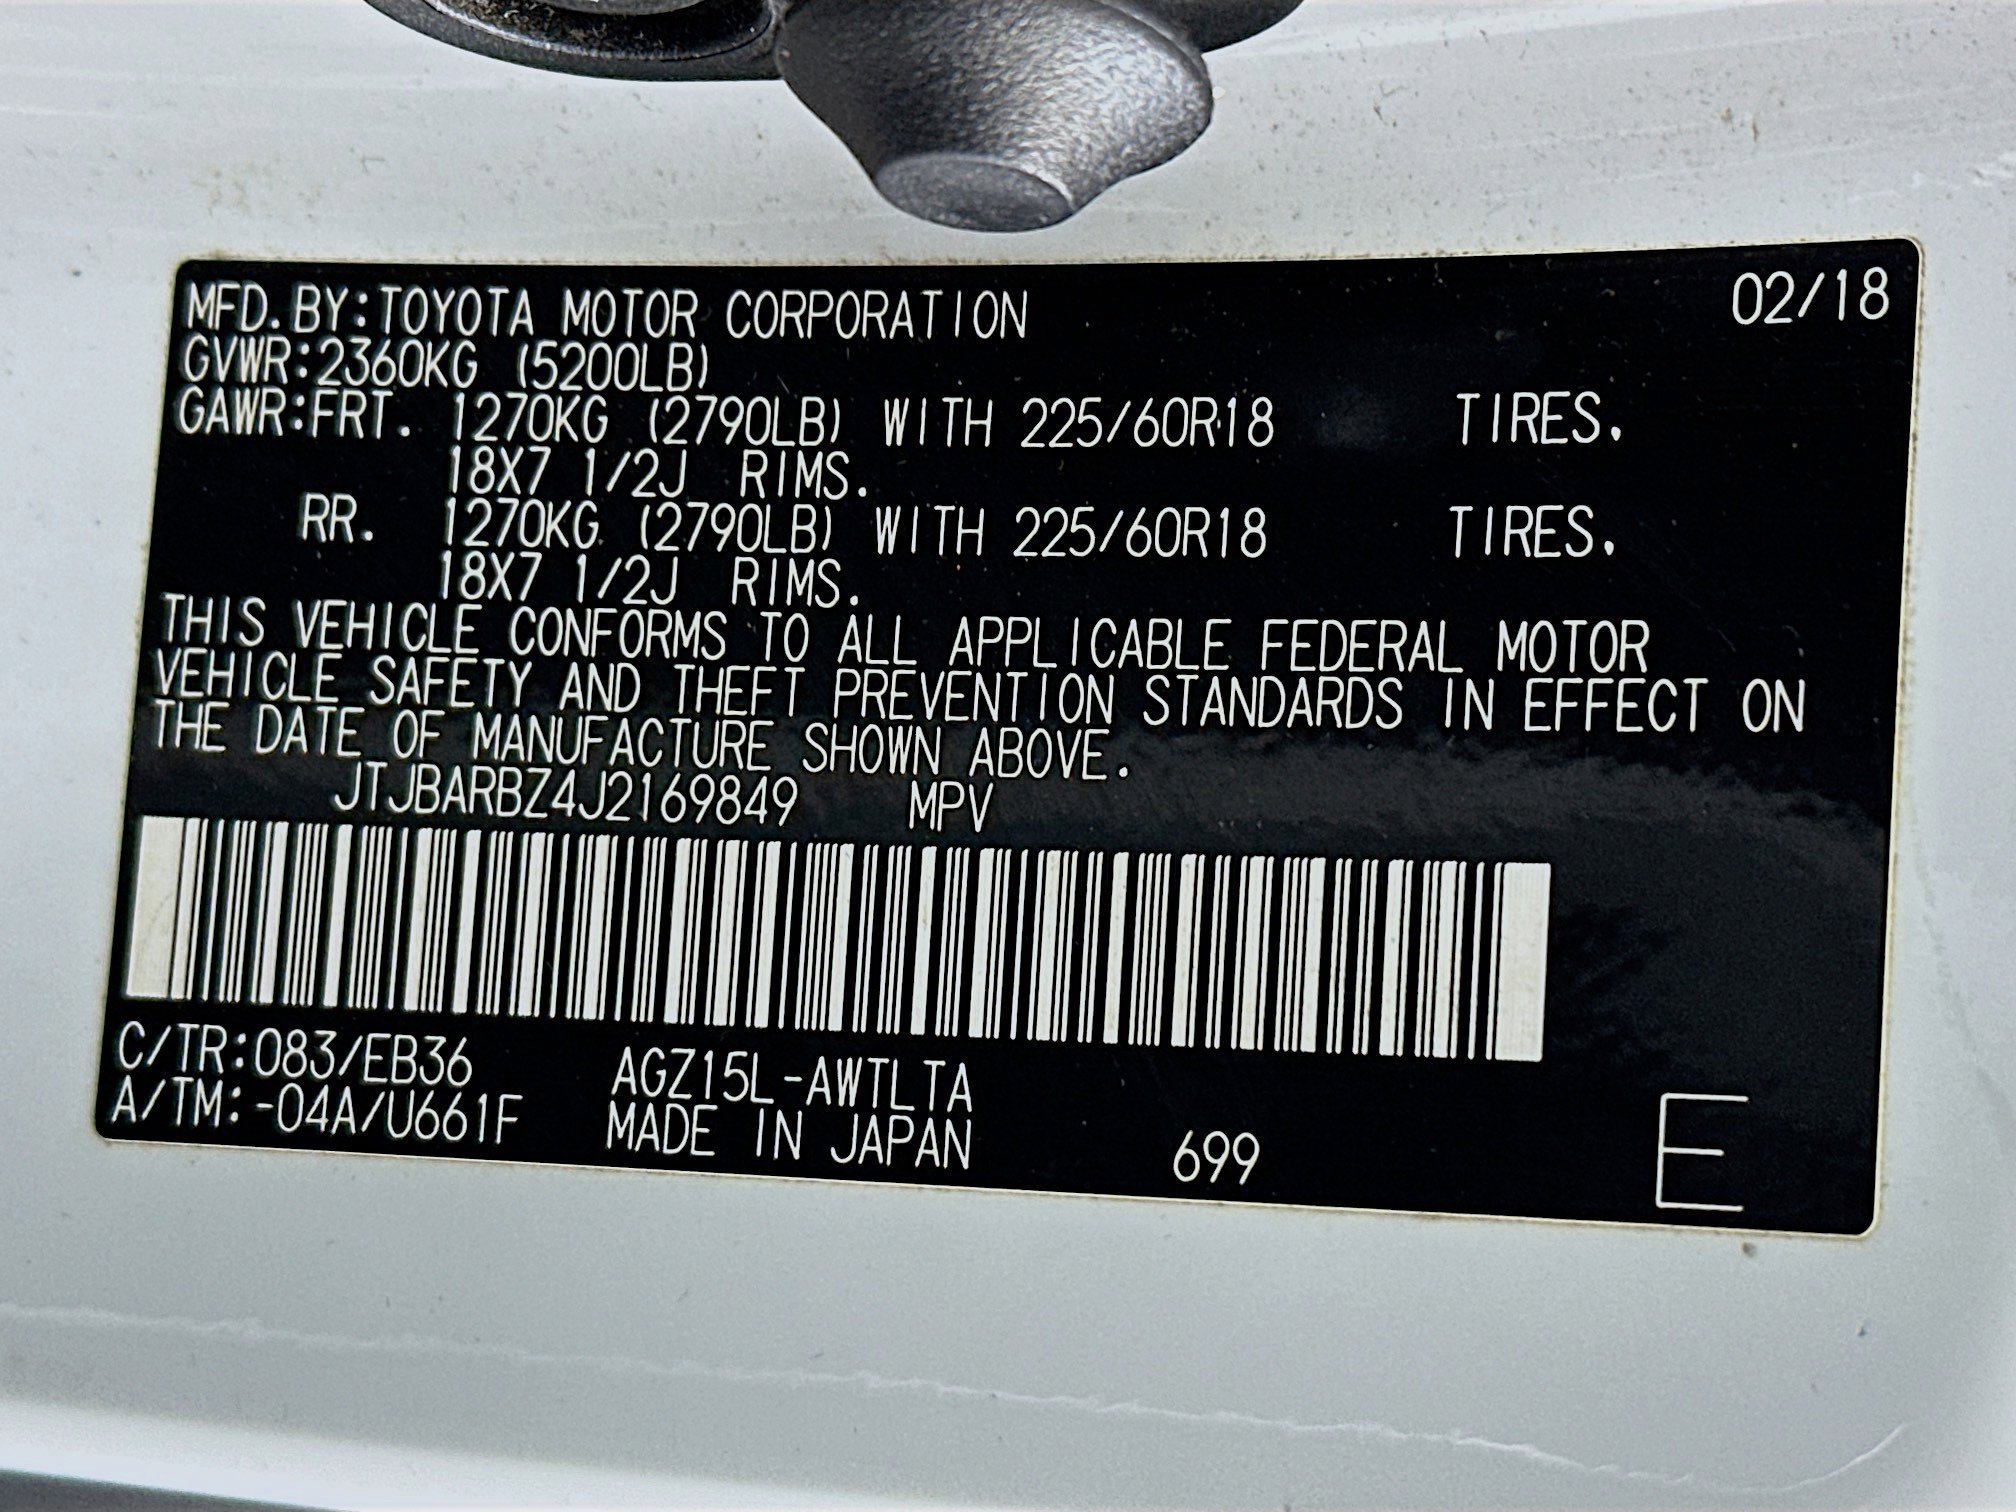 MFD.BY:TOYOTA MOTOR CORPORATION 02/18
GVWR:2360KG (5200LB)
GAWR:FRT. 1270KG (2790LB) WITH 225/60R18 TIRES.
18X7 1/2J RIMS.
RR. 1270KG (2790LB) WITH 225/60R18 TIRES.
18X7 1/2J RIMS.
THIS VEHICLE CONFORMS TO ALL APPLICABLE FEDERAL MOTOR
VEHICLE SAFETY AND THEFT PREVENTION STANDARDS IN EFFECT ON
THE DATE OF MANUFACTURE SHOWN ABOVE.
JTJBARBZ4J2169849 MPV
C/TR:083/EB36 AGZ15L-AWTLTA
A/TM:-04A/U661F MADE IN JAPAN 699 E